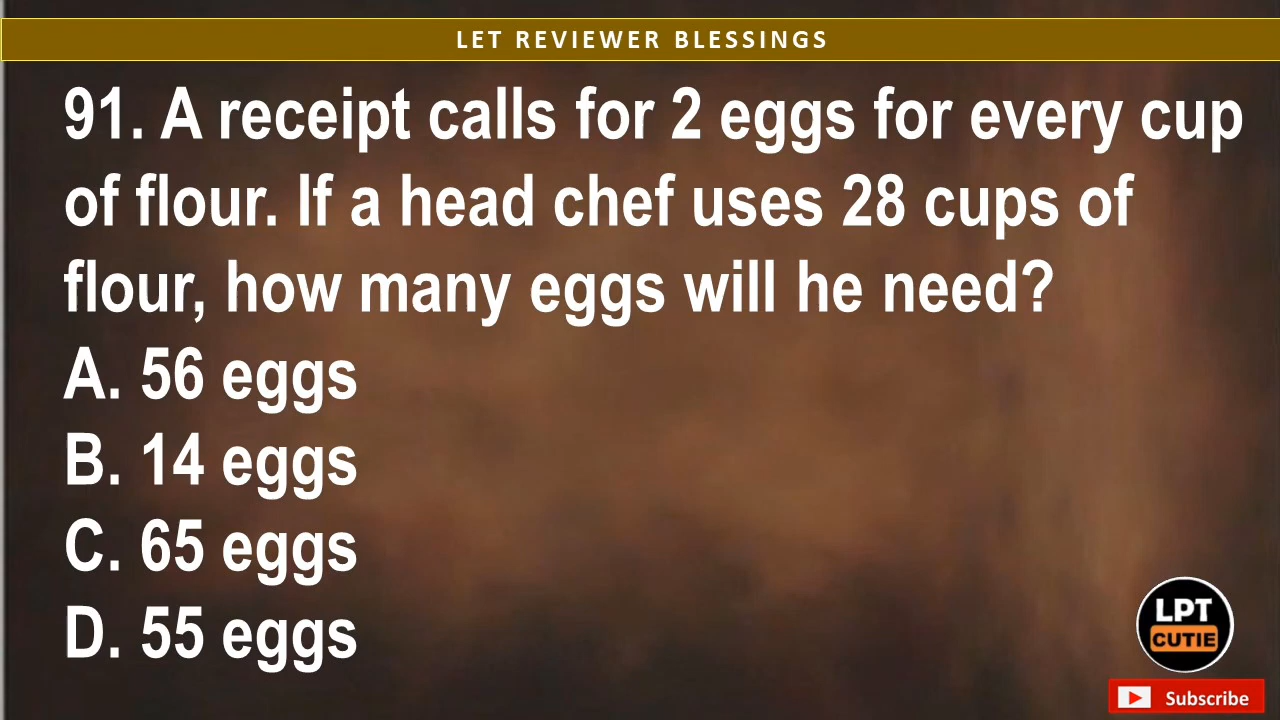 LET REVIEWER BLESSINGS
91. A receipt calls for 2 eggs for every cup
of flour. If a head chef uses 28 cups of
flour, how many eggs will he need?
A. 56 eggs
B. 14 eggs
C. 65 eggs
D. 55 eggs
LPT
CUTIE
Subscribe